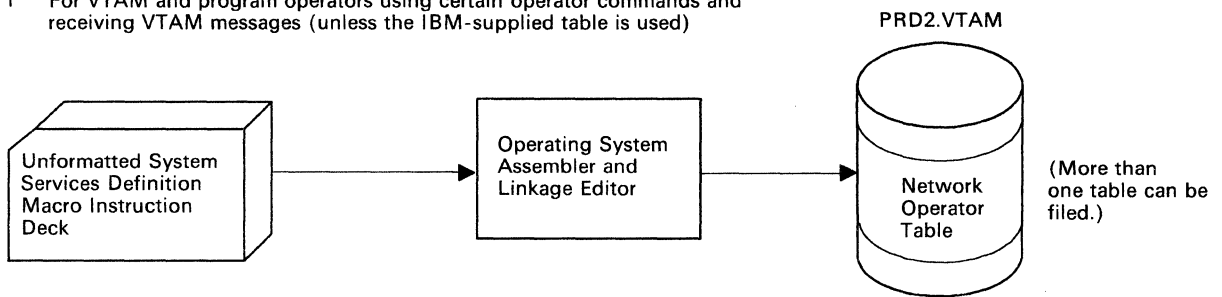 For VTAM and program operators using certain operator commands and
receiving VTAM messages (unless the IBM-supplied table is used)
PRD2.VTAM
Unformatted System
Services Definition
Macro Instruction
Deck
Operating System
Assembler and
Linkage Editor
Network
Operator
Table
(More than
one table can be
filed.)